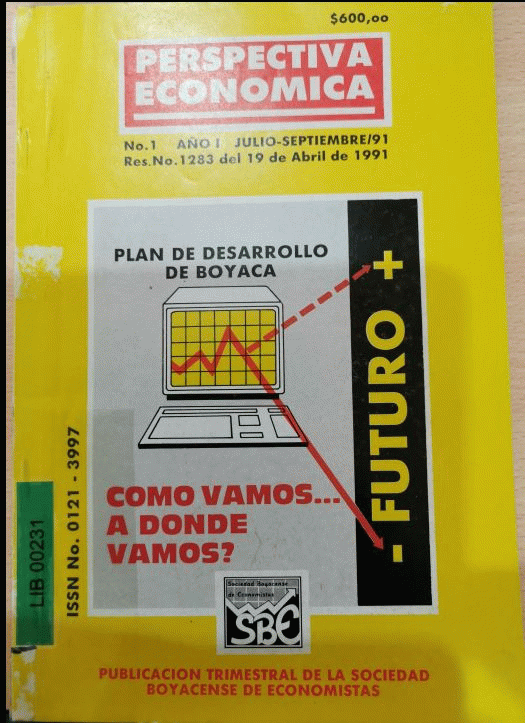 $600,oo
PERSPECTIVA
ECONOMICA
No.1 AÑO I JULIO-SEPTIEMBRE/91
Res.No.1283 del 19 de Abril de 1991
PLAN DE DESARROLLO
DE BOYACA
- FUTURO +
COMO VAMOS...
A DONDE
VAMOS?
ISSN No. 0121 - 3997
LIB 00231
Sociedad Boyacense
de Economistas
SBE
PUBLICACION TRIMESTRAL DE LA SOCIEDAD
BOYACENSE DE ECONOMISTAS